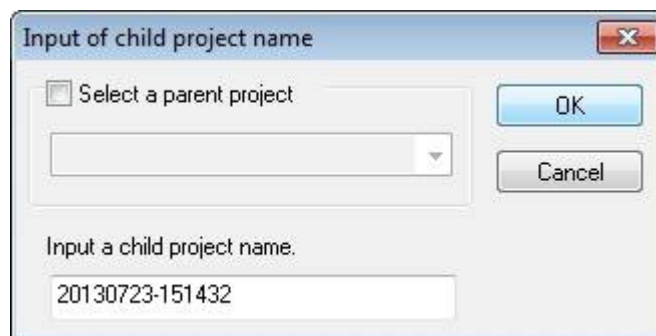 Input of child project name
Select a parent project
OK
Cancel
Input a child project name.
20130723-151432